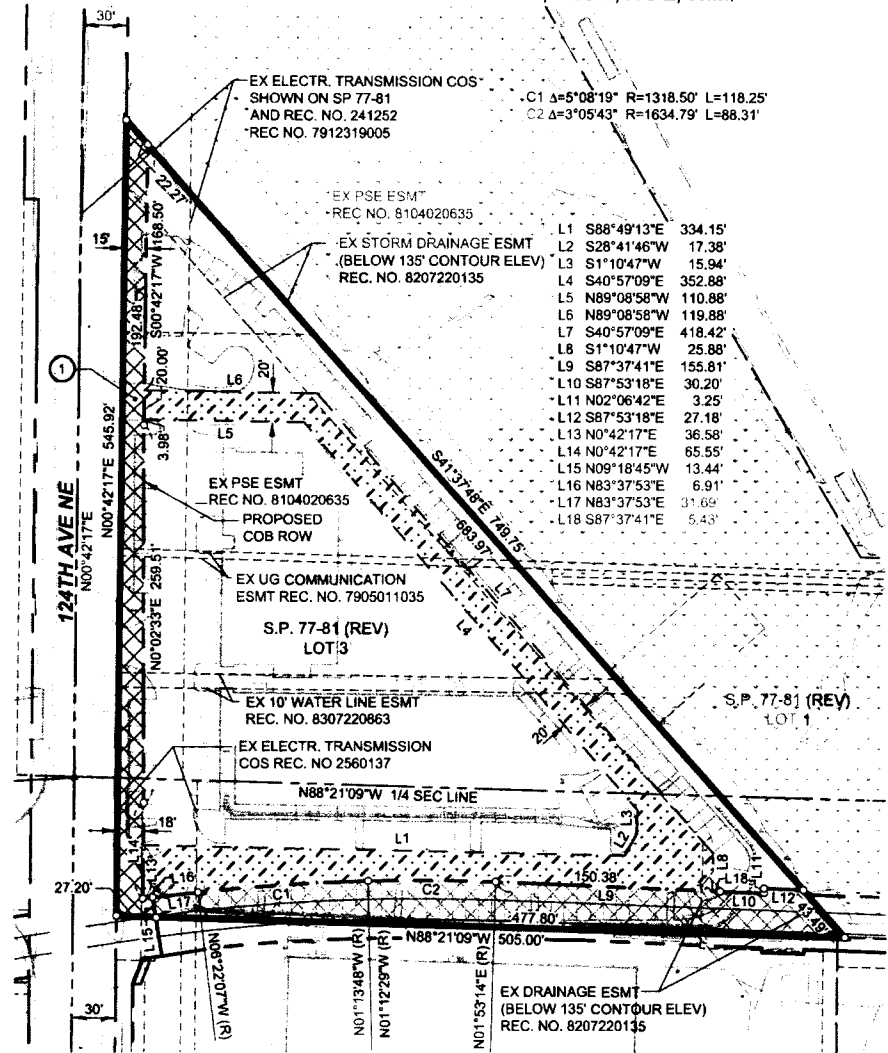 30'
EX ELECTR. TRANSMISSION COS
SHOWN ON SP 77-81
AND REC. NO. 241252
REC NO. 7912319005
C1 Δ=5°08'19" R=1318.50' L=118.25'
C2 Δ=3°05'43" R=1634.79' L=88.31'
22.27'
EX PSE ESMT
REC NO. 8104020635
EX STORM DRAINAGE ESMT
(BELOW 135' CONTOUR ELEV)
REC. NO. 8207220135
L1 S88°49'13"E 334.15'
L2 S28°41'46"W 17.38'
L3 S1°10'47"W 15.94'
L4 S40°57'09"E 352.88'
L5 N89°08'58"W 110.88'
L6 N89°08'58"W 119.88'
L7 S40°57'09"E 418.42'
L8 S1°10'47"W 25.88'
L9 S87°37'41"E 155.81'
L10 S87°53'18"E 30.20'
L11 N02°06'42"E 3.25'
L12 S87°53'18"E 27.18'
L13 N0°42'17"E 36.58'
L14 N0°42'17"E 65.55'
L15 N09°18'45"W 13.44'
L16 N83°37'53"E 6.91'
L17 N83°37'53"E 31.69'
L18 S87°37'41"E 5.43'
15'
S00°42'17"W 168.50'
192.48'
20.00'
1
L6
20'
L5
3.98'
124TH AVE NE
N00°42'17"E
N00°42'17"E 545.92'
S41°37'48"E 749.75'
683.97'
EX PSE ESMT
REC NO. 8104020635
PROPOSED
COB ROW
EX UG COMMUNICATION
ESMT REC. NO. 7905011035
L7
L4
N0°02'33"E 259.51'
S.P. 77-81 (REV)
LOT 3
EX 10' WATER LINE ESMT
REC. NO. 8307220863
S.P. 77-81 (REV)
LOT 1
20'
EX ELECTR. TRANSMISSION
COS REC. NO 2560137
N88°21'09"W 1/4 SEC LINE
18'
L1
L2
L3
L14
L13
L8
L11
27.20'
L16
L17
C1
C2
150.38'
L9
L18
L10
L12
43.49'
477.80'
N88°21'09"W 505.00'
L15
N06°22'07"W (R)
N01°13'48"W (R)
N01°12'29"W (R)
N01°53'14"E (R)
EX DRAINAGE ESMT
(BELOW 135' CONTOUR ELEV)
REC. NO. 8207220135
30'